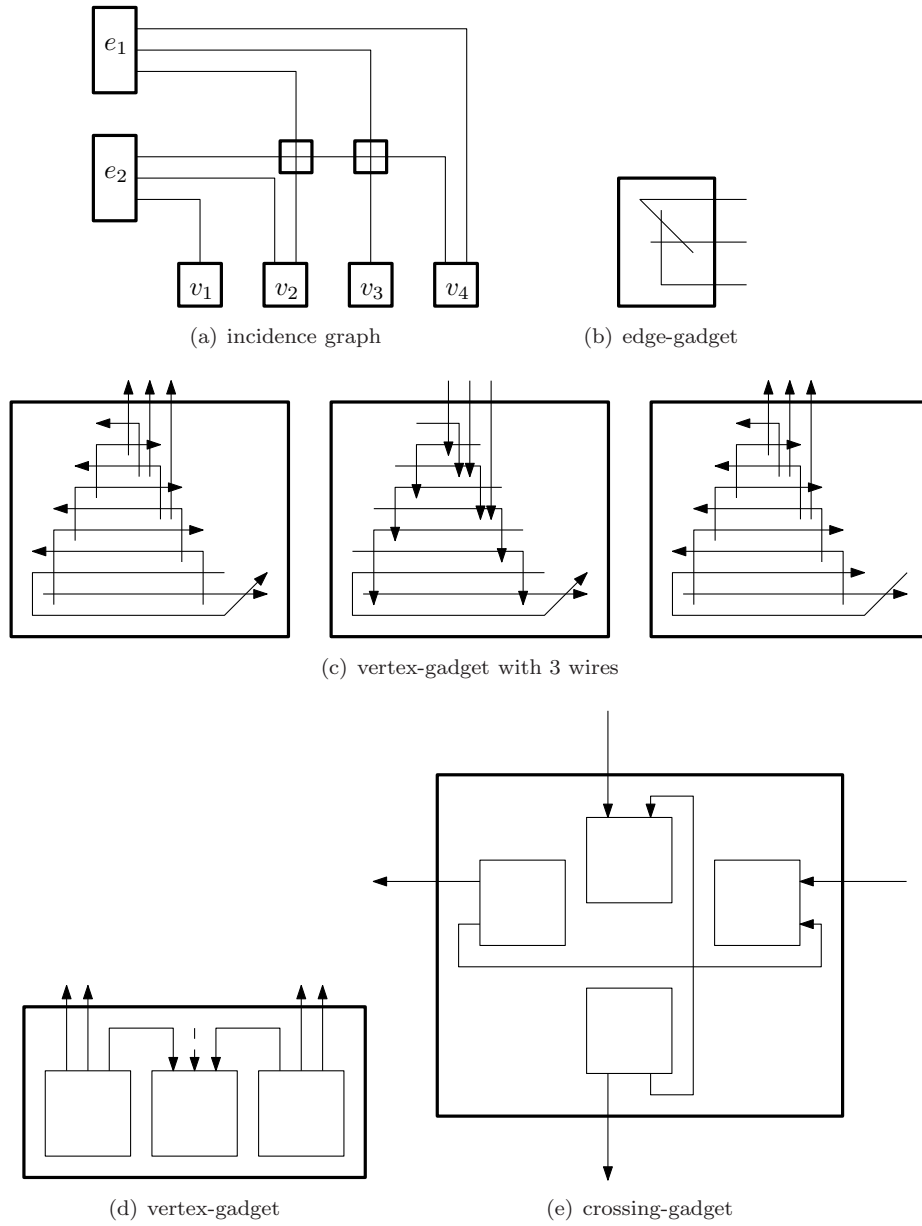 e₁
e₂
v₁ v₂ v₃ v₄
(a) incidence graph
(b) edge-gadget
(c) vertex-gadget with 3 wires
(d) vertex-gadget
(e) crossing-gadget